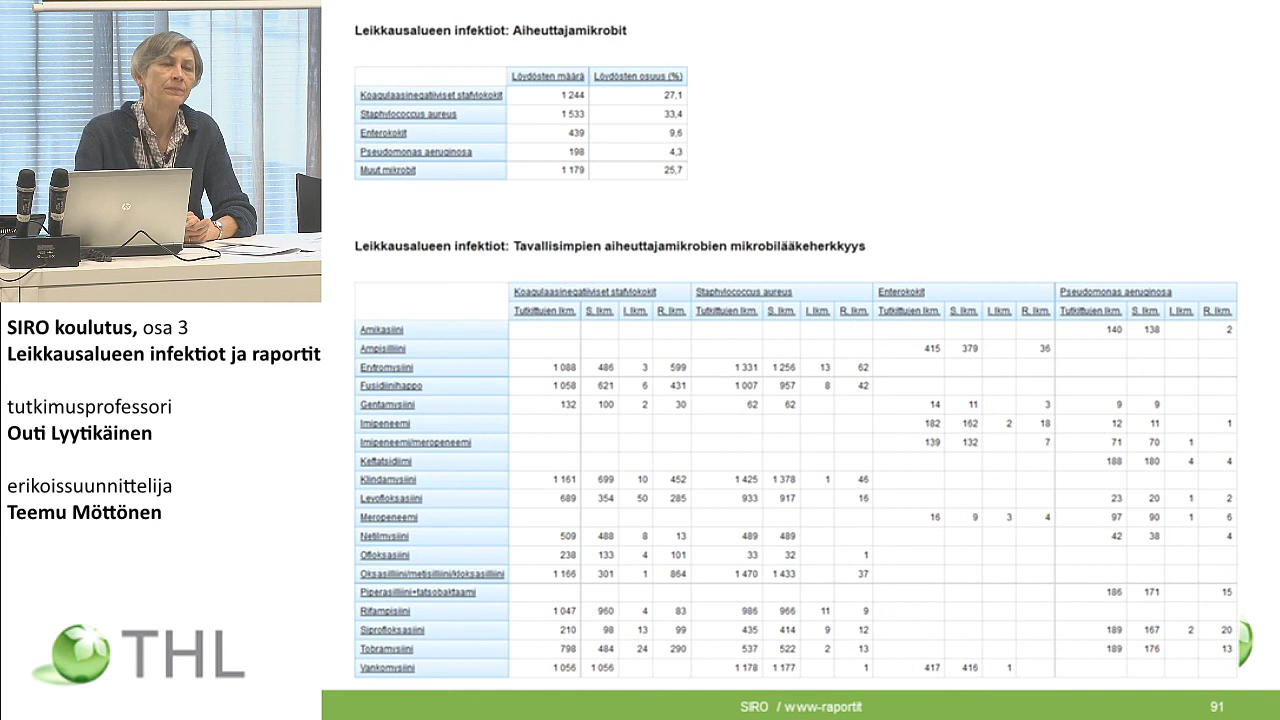 Leikkausalueen infektiot: Aiheuttajamikrobit
Löydösten määrä Löydösten osuus (%)
Koagulaasinegatiiviset stafylokokit 1 244 27,1
Staphylococcus aureus 1 533 33,4
Enterokokit 439 9,6
Pseudomonas aeruginosa 198 4,3
Muut mikrobit 1 179 25,7
Leikkausalueen infektiot: Tavallisimpien aiheuttajamikrobien mikrobilääkeherkkyys
Koagulaasinegatiiviset stafylokokit Staphylococcus aureus Enterokokit Pseudomonas aeruginosa
Tutkittujen lkm. S. lkm. I. lkm. R. lkm. Tutkittujen lkm. S. lkm. I. lkm. R. lkm. Tutkittujen lkm. S. lkm. I. lkm. R. lkm. Tutkittujen lkm. S. lkm. I. lkm. R. lkm.
Amikasiini 140 138 2
Ampisilliini 415 379 36
Erytromysiini 1 088 486 3 599 1 331 1 256 13 62
Fusidiinihappo 1 058 621 6 431 1 007 957 8 42
Gentamysiini 132 100 2 30 62 62 14 11 3 9 9
Imipeneemi 182 162 2 18 12 11 1
Imipeneemi/meropeneemi 139 132 7 71 70 1
Keftatsidiimi 188 180 4 4
Klindamysiini 1 161 699 10 452 1 425 1 378 1 46
Levofloksasiini 689 354 50 285 933 917 16 23 20 1 2
Meropeneemi 16 9 3 4 97 90 1 6
Netilmysiini 509 488 8 13 489 489 42 38 4
Ofloksasiini 238 133 4 101 33 32 1
Oksasilliini/metisilliini/kloksasilliini 1 166 301 1 864 1 470 1 433 37
Piperasilliini+tatsobaktaami 186 171 15
Rifampisiini 1 047 960 4 83 986 966 11 9
Siprofloksasiini 210 98 13 99 435 414 9 12 189 167 2 20
Tobramysiini 798 484 24 290 537 522 2 13 189 176 13
Vankomysiini 1 056 1 056 1 178 1 177 1 417 416 1
SIRO / www-raportit 91
SIRO koulutus, osa 3
Leikkausalueen infektiot ja raportit
tutkimusprofessori
Outi Lyytikäinen
erikoissuunnittelija
Teemu Möttönen
THL
hp